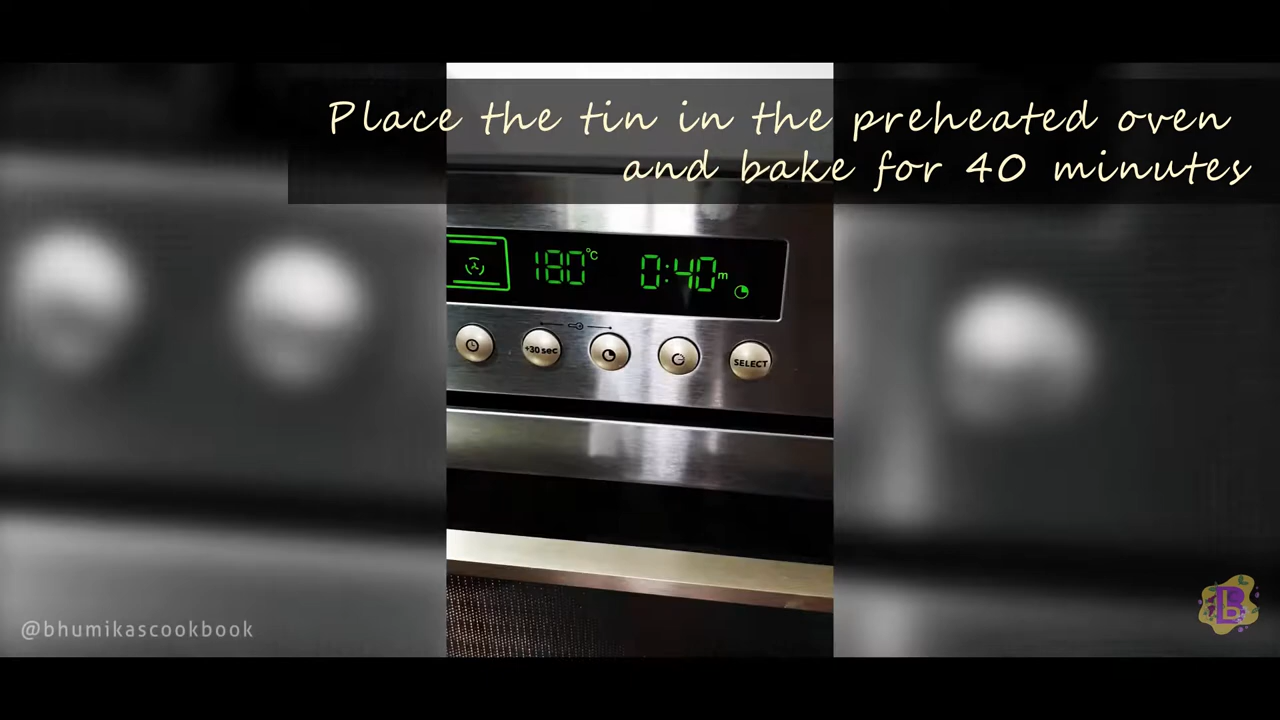 Place the tin in the preheated oven
and bake for 40 minutes
180°C 0:40m
+30 sec
SELECT
@bhumikascookbook